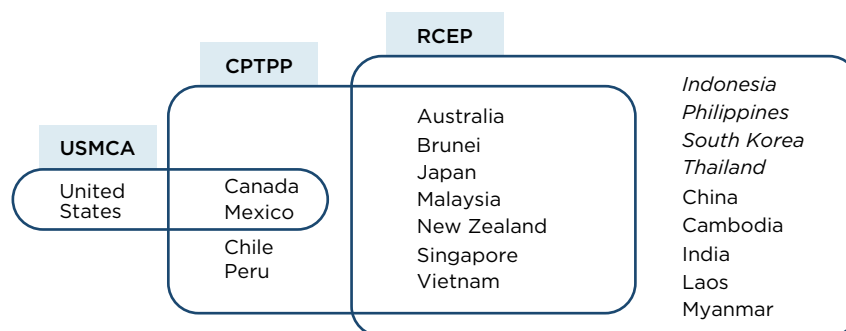 RCEP
CPTPP
USMCA
United
States
Canada
Mexico
Chile
Peru
Australia
Brunei
Japan
Malaysia
New Zealand
Singapore
Vietnam
Indonesia
Philippines
South Korea
Thailand
China
Cambodia
India
Laos
Myanmar